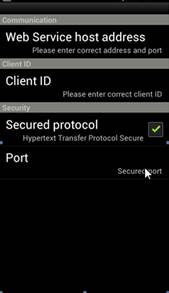 Communication
Web Service host address
Please enter correct address and port
Client ID
Client ID
Please enter correct client ID
Security
Secured protocol
Hypertext Transfer Protocol Secure
Port
Secured port